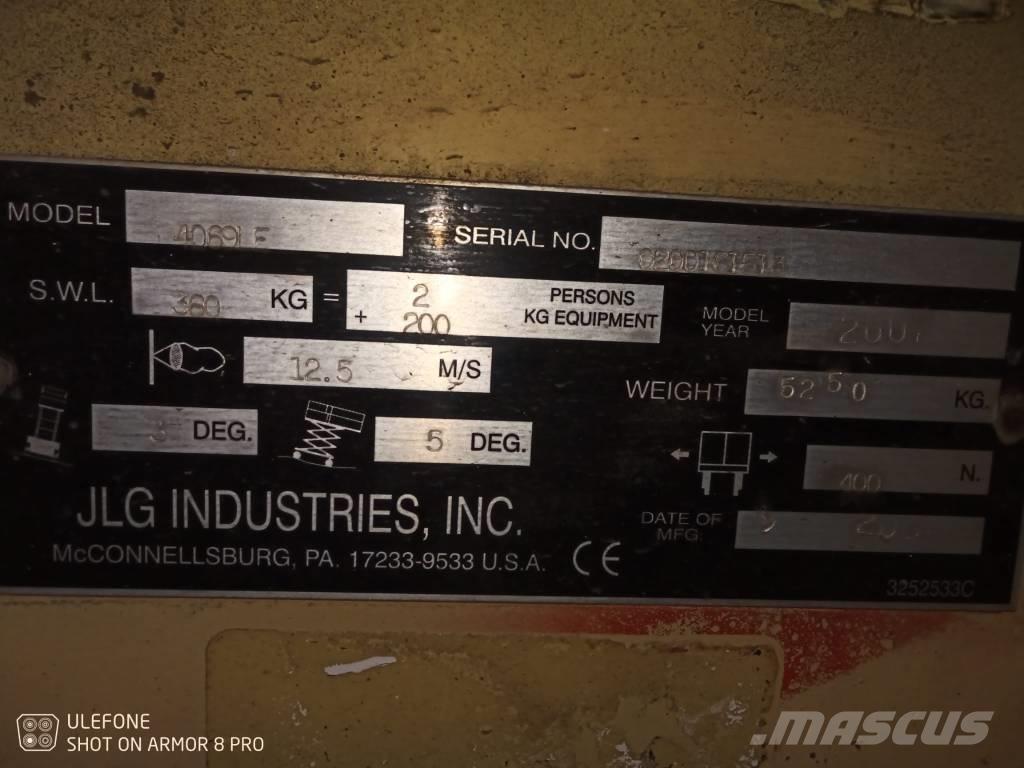 MODEL 4069LE
SERIAL NO.
S.W.L. 360 KG = 2 PERSONS
+ 200 KG EQUIPMENT
MODEL YEAR 2007
12.5 M/S
WEIGHT 5250 KG.
3 DEG. 5 DEG.
400 N.
JLG INDUSTRIES, INC.
DATE OF MFG.
McCONNELLSBURG, PA. 17233-9533 U.S.A. CE
3252533C
ULEFONE
SHOT ON ARMOR 8 PRO
MASCUS